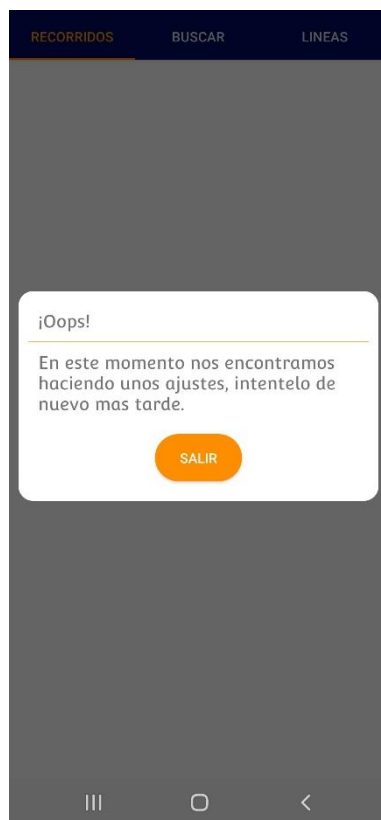 RECORRIDOS BUSCAR LINEAS
¡Oops!
En este momento nos encontramos
haciendo unos ajustes, intentelo de
nuevo mas tarde.
SALIR